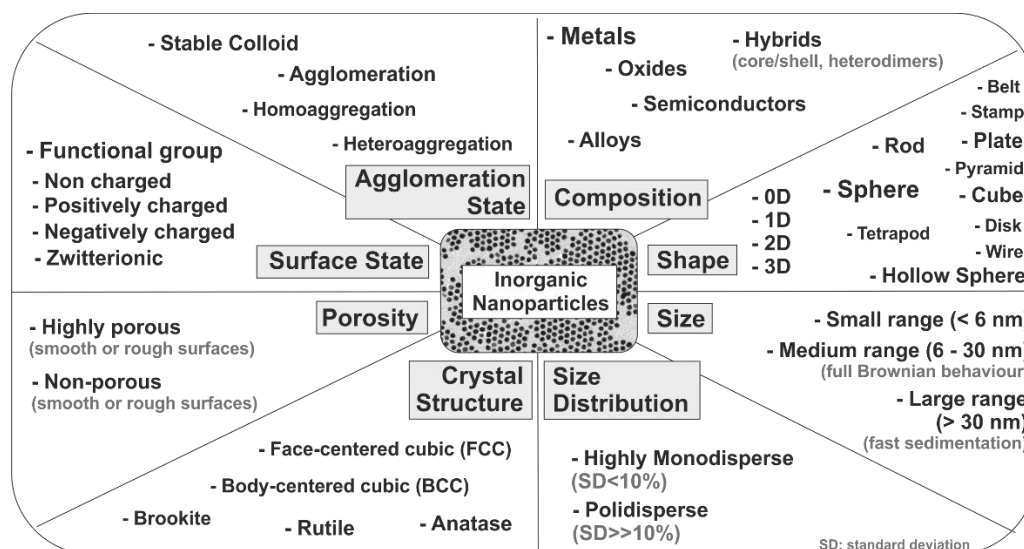 - Stable Colloid
- Agglomeration
- Homoaggregation
- Heteroaggregation
Agglomeration
State
- Metals
- Hybrids
(core/shell, heterodimers)
- Oxides
- Semiconductors
- Alloys
Composition
- Belt
- Stamp
- Plate
- Rod
- Pyramid
- Sphere
- Cube
- Disk
- Tetrapod
- Wire
- Hollow Sphere
- 0D
- 1D
- 2D
- 3D
Shape
- Functional group
- Non charged
- Positively charged
- Negatively charged
- Zwitterionic
Surface State
Inorganic
Nanoparticles
Porosity
- Highly porous
(smooth or rough surfaces)
- Non-porous
(smooth or rough surfaces)
Size
- Small range (< 6 nm)
- Medium range (6 - 30 nm)
(full Brownian behaviour)
- Large range
(> 30 nm)
(fast sedimentation)
Crystal
Structure
- Face-centered cubic (FCC)
- Body-centered cubic (BCC)
- Brookite
- Rutile
- Anatase
Size
Distribution
- Highly Monodisperse
(SD<10%)
- Polidisperse
(SD>>10%)
SD: standard deviation